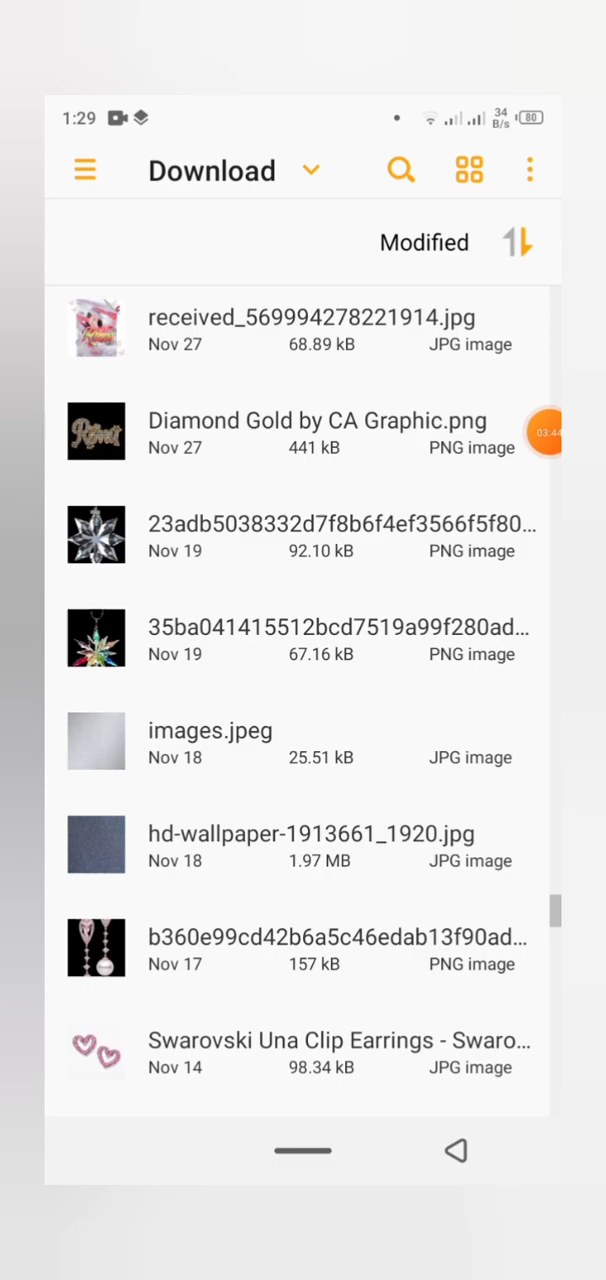 1:29 34 B/s 80
Download
Modified
received_569994278221914.jpg
Nov 27 68.89 kB JPG image
Diamond Gold by CA Graphic.png
Nov 27 441 kB PNG image
03:44
23adb5038332d7f8b6f4ef3566f5f80...
Nov 19 92.10 kB PNG image
35ba041415512bcd7519a99f280ad...
Nov 19 67.16 kB PNG image
images.jpeg
Nov 18 25.51 kB JPG image
hd-wallpaper-1913661_1920.jpg
Nov 18 1.97 MB JPG image
b360e99cd42b6a5c46edab13f90ad...
Nov 17 157 kB PNG image
Swarovski Una Clip Earrings - Swaro...
Nov 14 98.34 kB JPG image